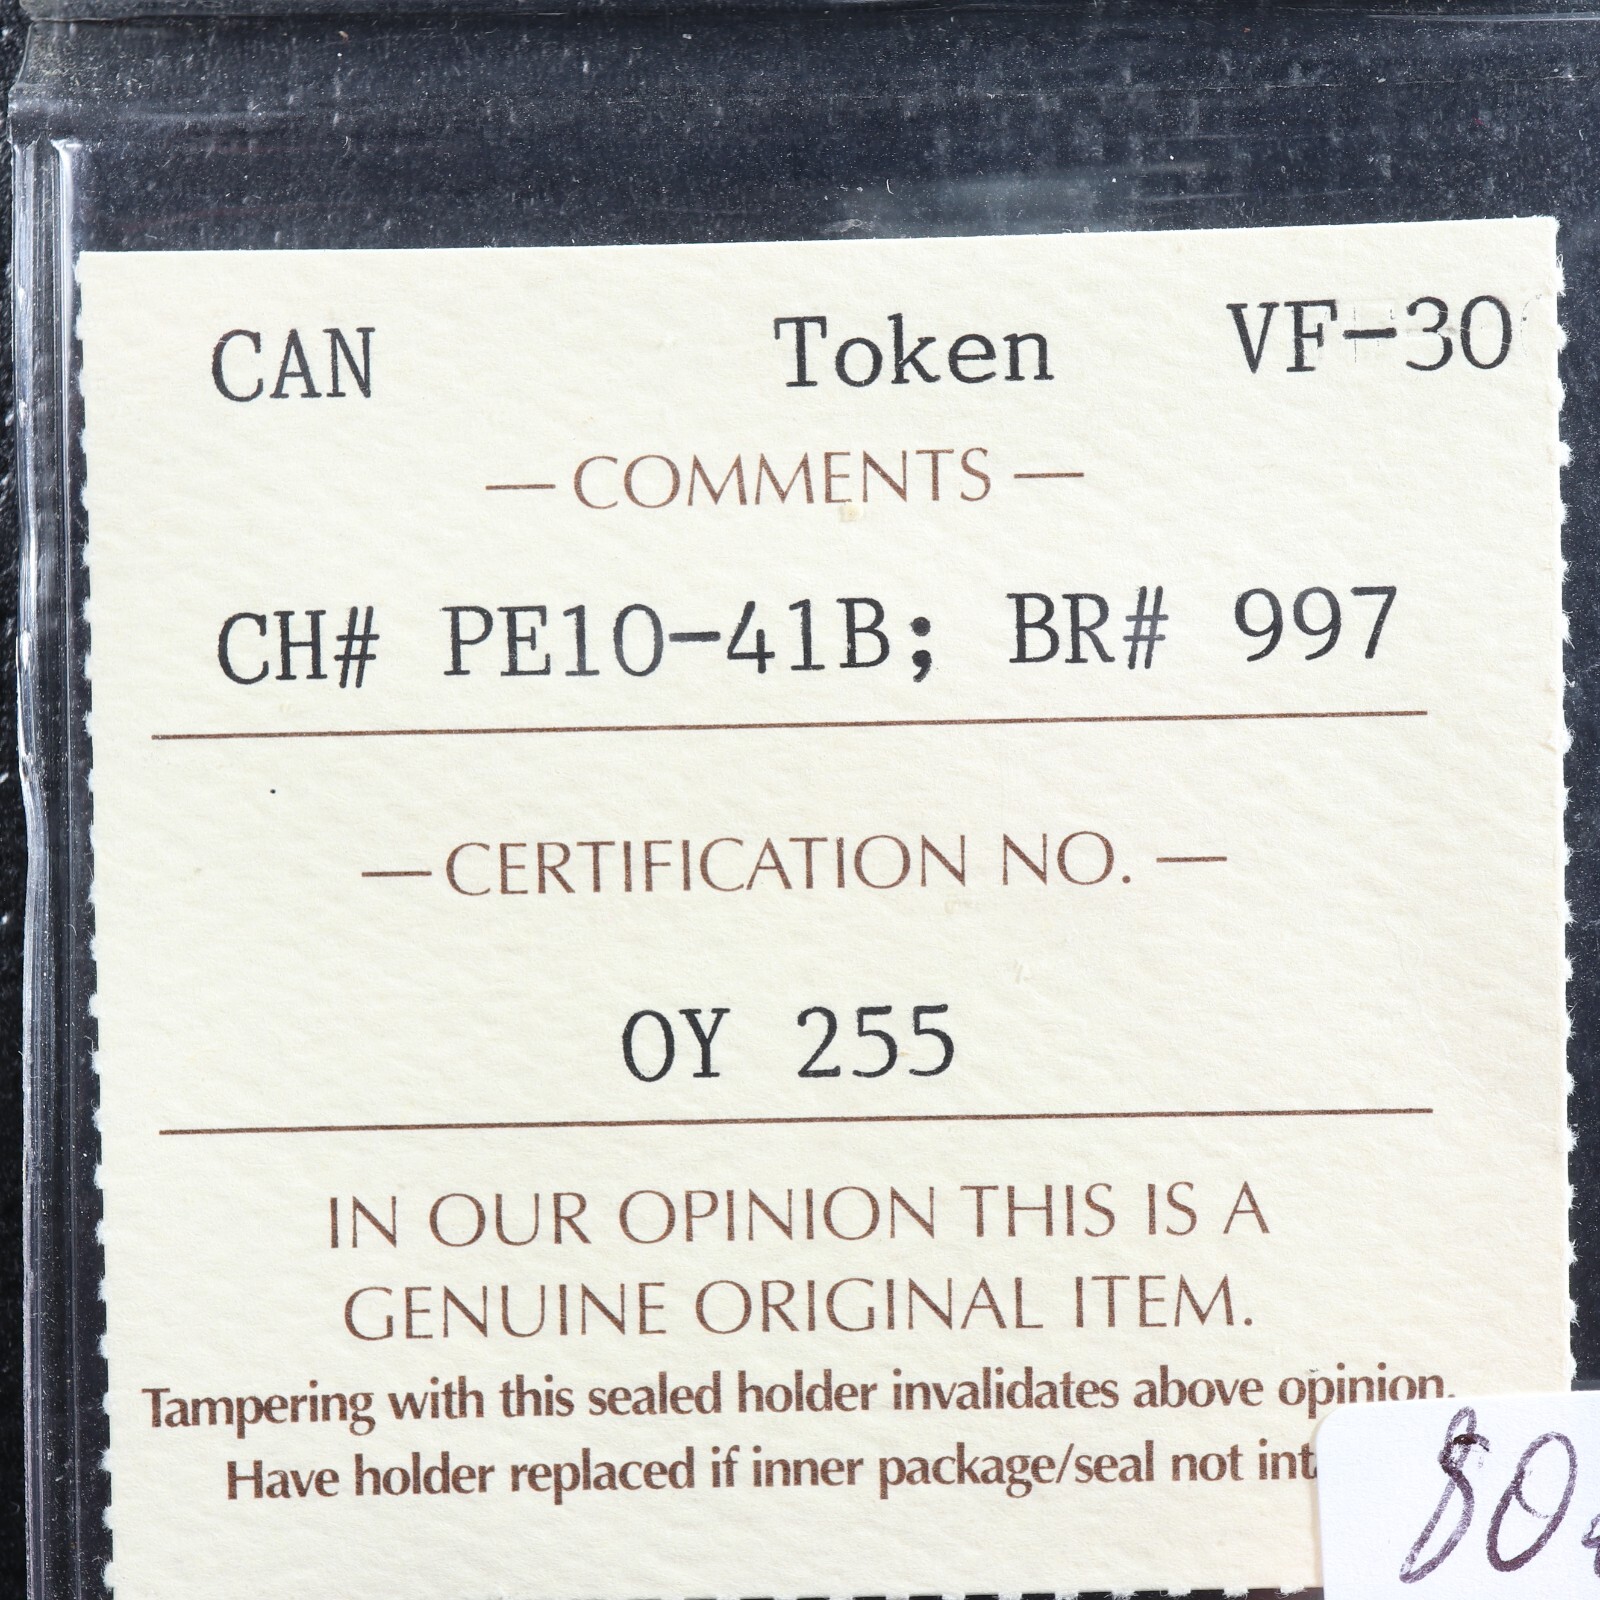 CAN Token VF-30
— COMMENTS —
CH# PE10-41B; BR# 997
— CERTIFICATION NO. —
OY 255
IN OUR OPINION THIS IS A
GENUINE ORIGINAL ITEM.
Tampering with this sealed holder invalidates above opinion.
Have holder replaced if inner package/seal not
80